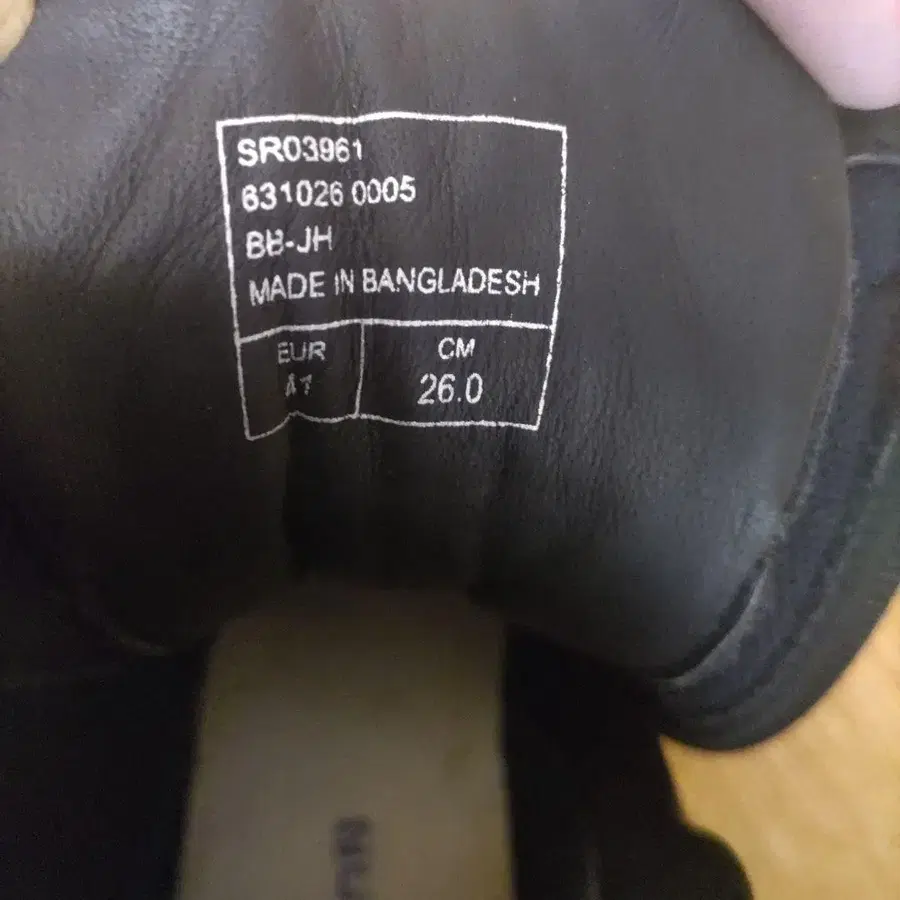 SR03961
631026 0005
BB-JH
MADE IN BANGLADESH
EUR CM
41 26.0